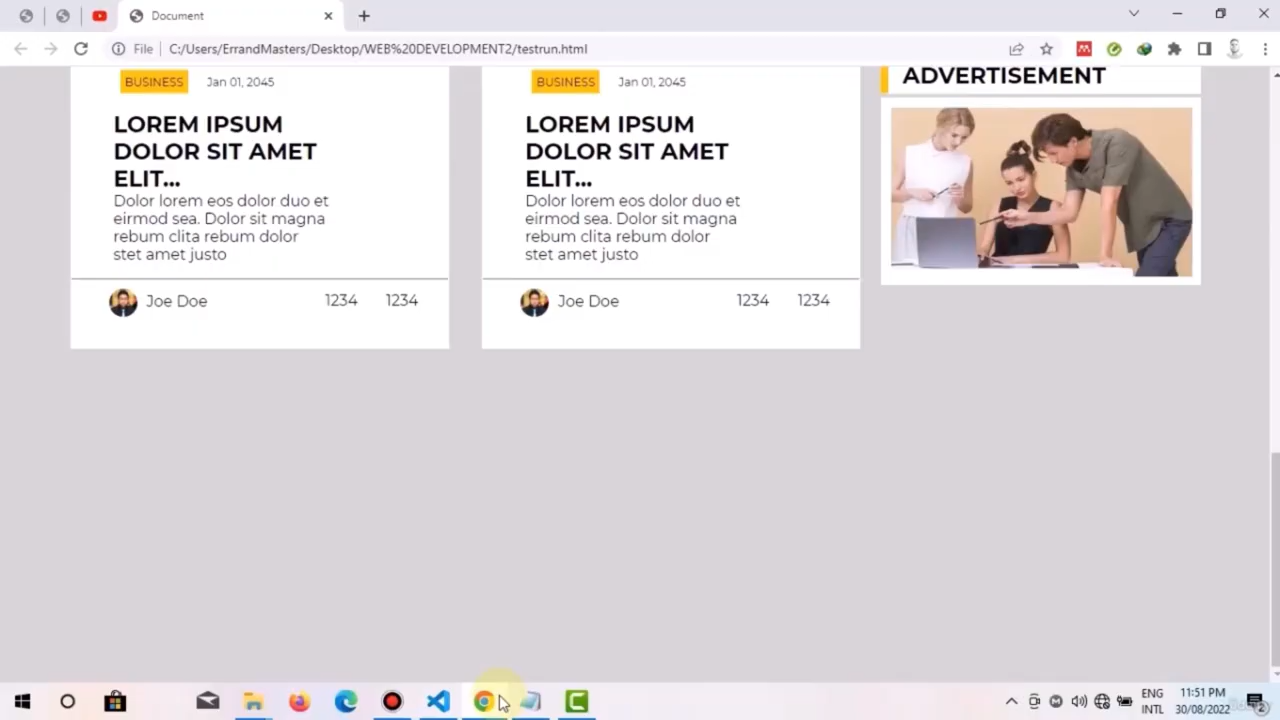 Document
File
C:/Users/ErrandMasters/Desktop/WEB%20DEVELOPMENT2/testrun.html
BUSINESS
Jan 01, 2045
LOREM IPSUM
DOLOR SIT AMET
ELIT...
Dolor lorem eos dolor duo et
eirmod sea. Dolor sit magna
rebum clita rebum dolor
stet amet justo
Joe Doe
1234
1234
BUSINESS
Jan 01, 2045
LOREM IPSUM
DOLOR SIT AMET
ELIT...
Dolor lorem eos dolor duo et
eirmod sea. Dolor sit magna
rebum clita rebum dolor
stet amet justo
Joe Doe
1234
1234
ADVERTISEMENT
ENG
INTL
11:51 PM
30/08/2022